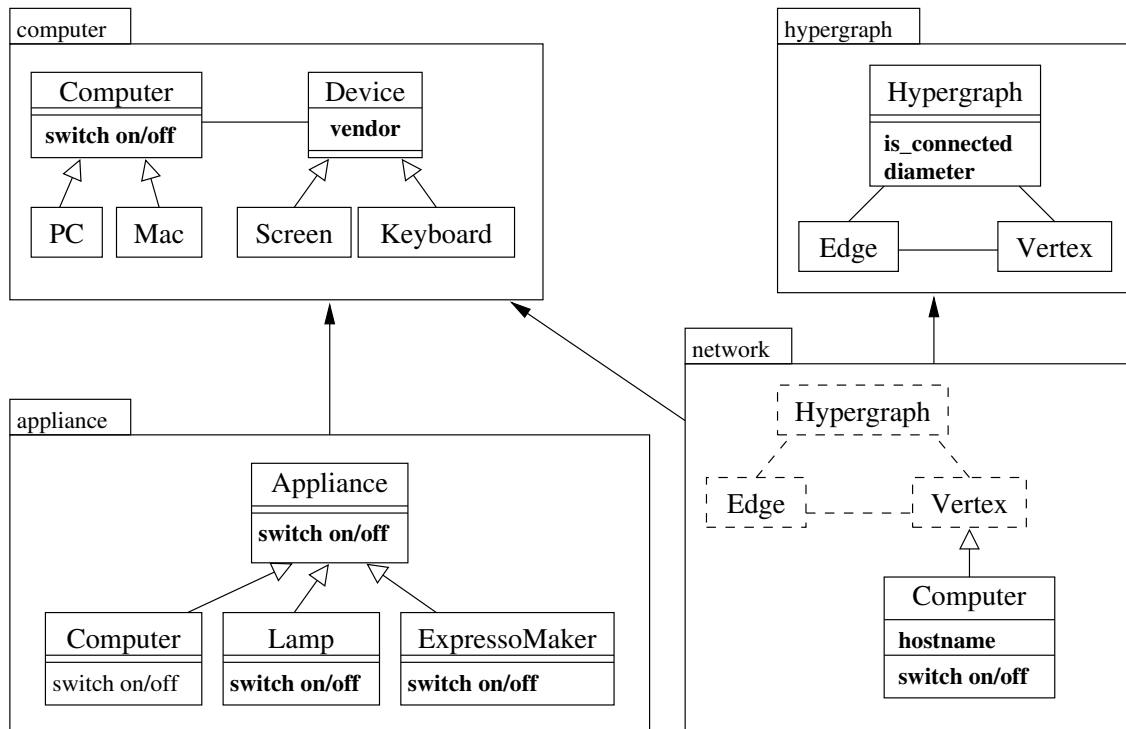 computer
Computer
switch on/off
Device
vendor
PC
Mac
Screen
Keyboard
hypergraph
Hypergraph
is_connected
diameter
Edge
Vertex
appliance
Appliance
switch on/off
Computer
switch on/off
Lamp
switch on/off
ExpressoMaker
switch on/off
network
Hypergraph
Edge
Vertex
Computer
hostname
switch on/off